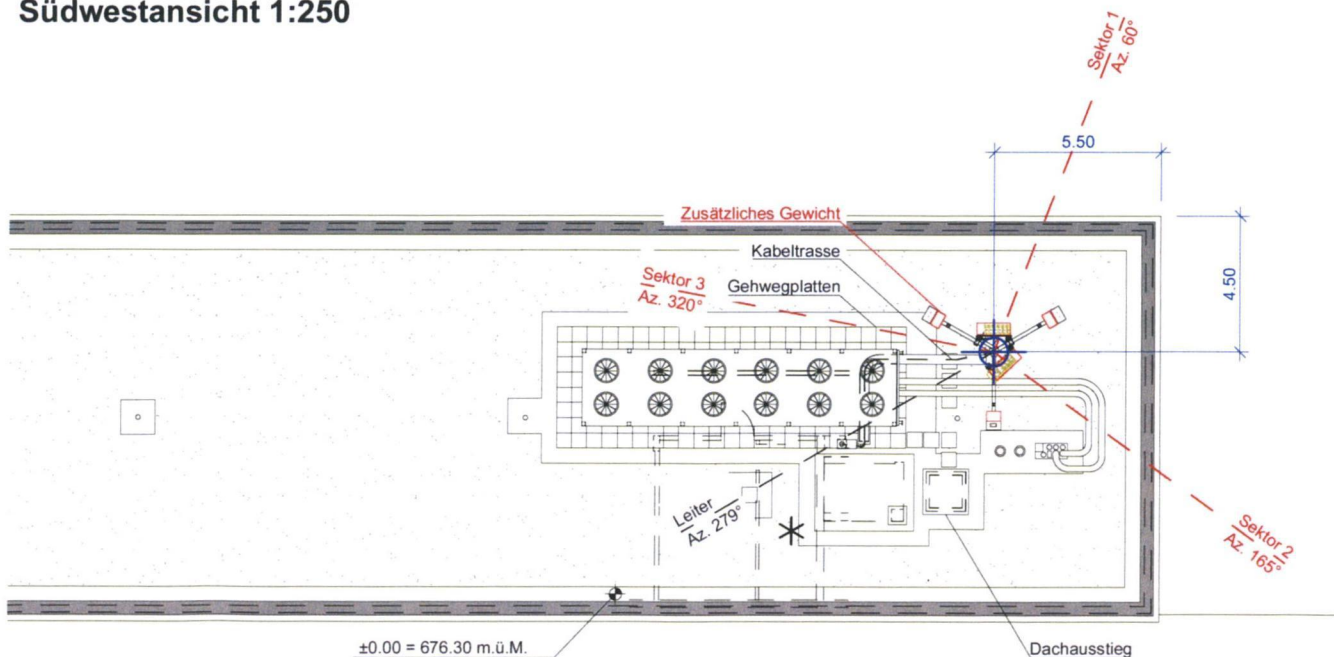 Südwestansicht 1:250
Sektor 1
Az. 60°
5.50
Zusätzliches Gewicht
Kabeltrasse
Sektor 3
Az. 320°
Gehwegplatten
4.50
Leiter
Az. 279°
Sektor 2
Az. 165°
±0.00 = 676.30 m.ü.M.
Dachausstieg